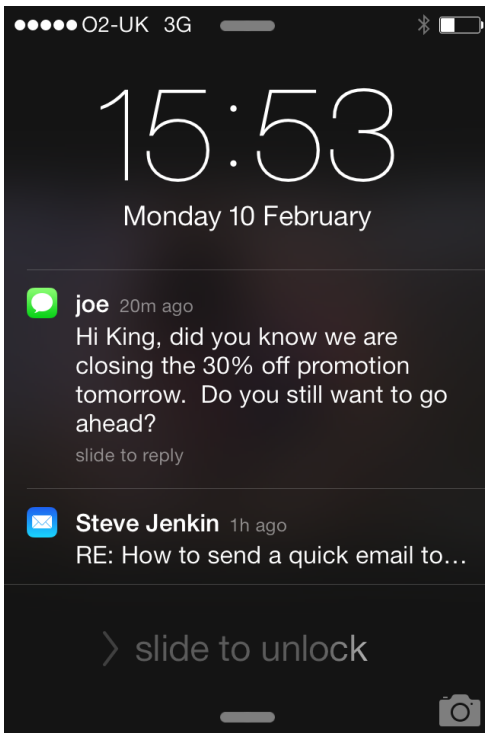 O2-UK 3G
15:53
Monday 10 February
joe 20m ago
Hi King, did you know we are
closing the 30% off promotion
tomorrow.  Do you still want to go
ahead?
slide to reply
Steve Jenkin 1h ago
RE: How to send a quick email to...
> slide to unlock